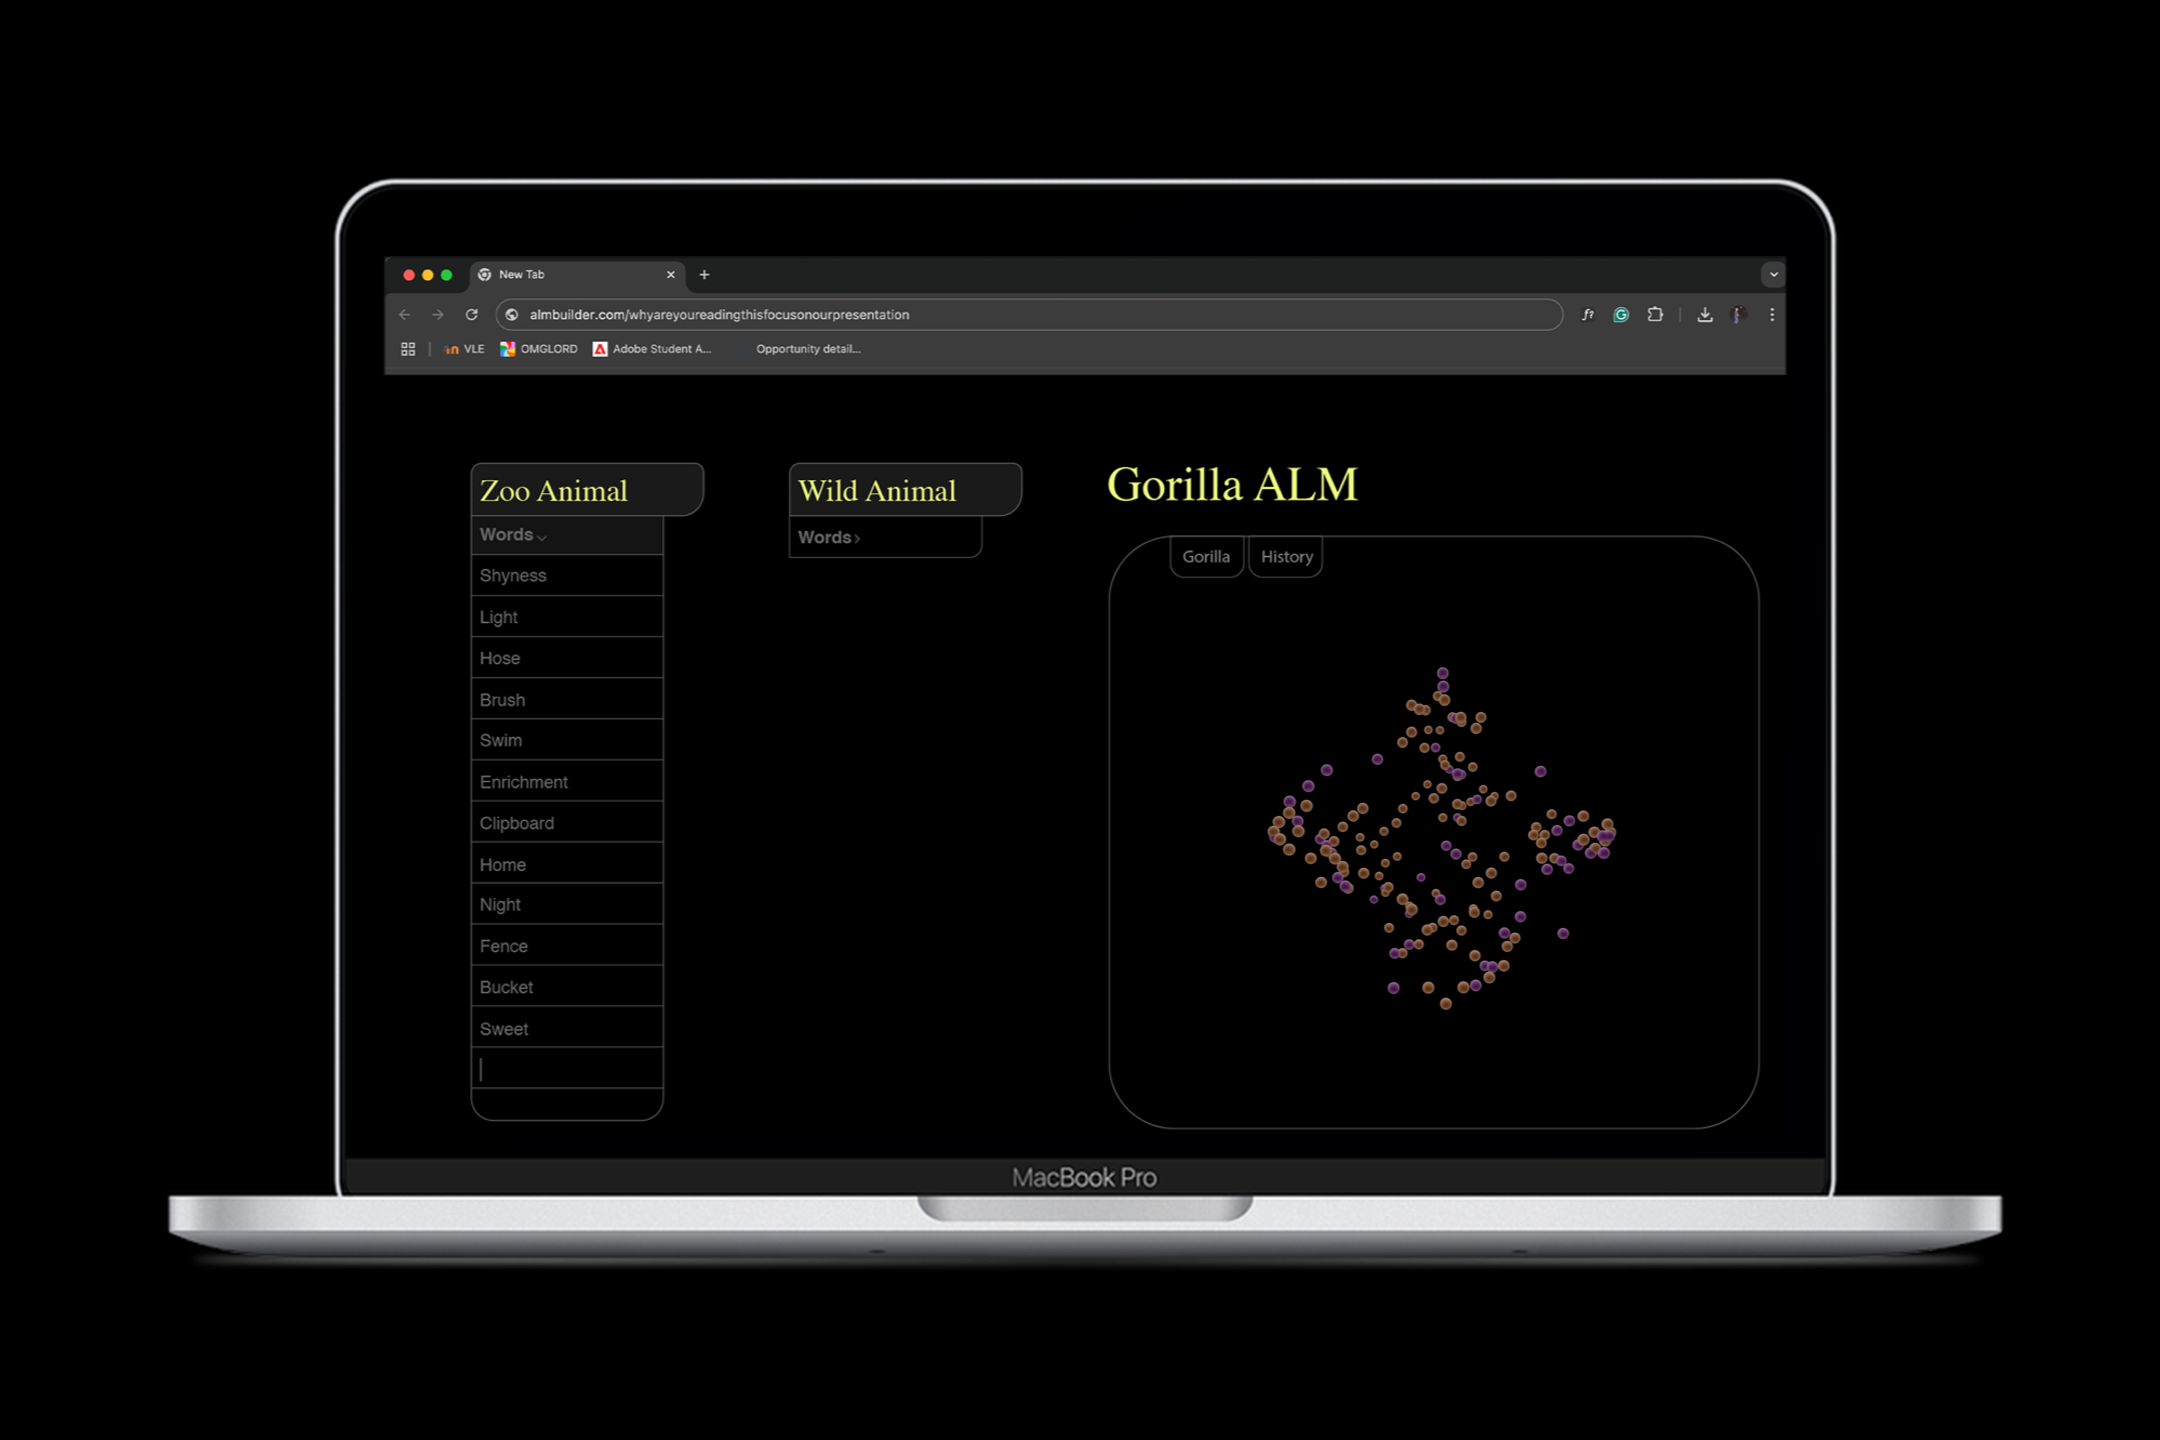 New Tab
almbuilder.com/whyareyoureadingthisfocusonourpresentation
VLE
OMGLORD
Adobe Student A...
Opportunity detail...
Zoo Animal
Words
Shyness
Light
Hose
Brush
Swim
Enrichment
Clipboard
Home
Night
Fence
Bucket
Sweet
Wild Animal
Words
Gorilla ALM
Gorilla
History
MacBook Pro